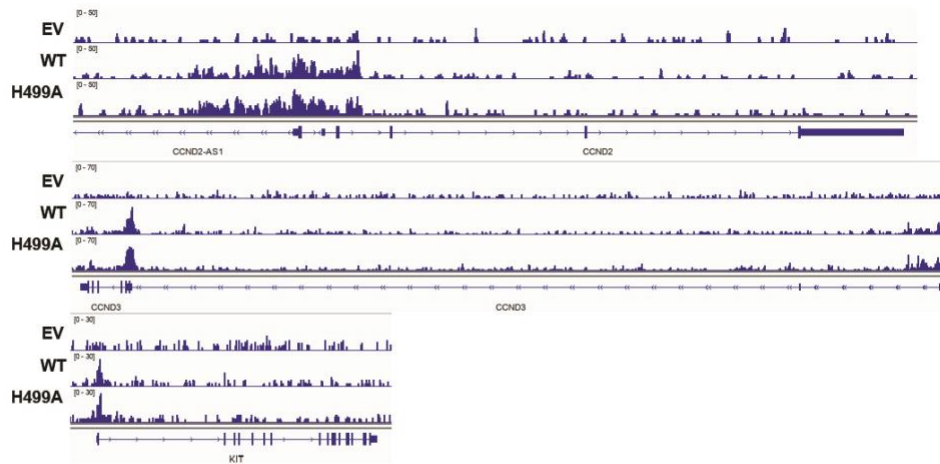 [0 - 50]
EV
[0 - 50]
WT
[0 - 50]
H499A
CCND2-AS1 CCND2
[0 - 70]
EV
[0 - 70]
WT
[0 - 70]
H499A
CCND3 CCND3
[0 - 30]
EV
[0 - 30]
WT
[0 - 30]
H499A
KIT